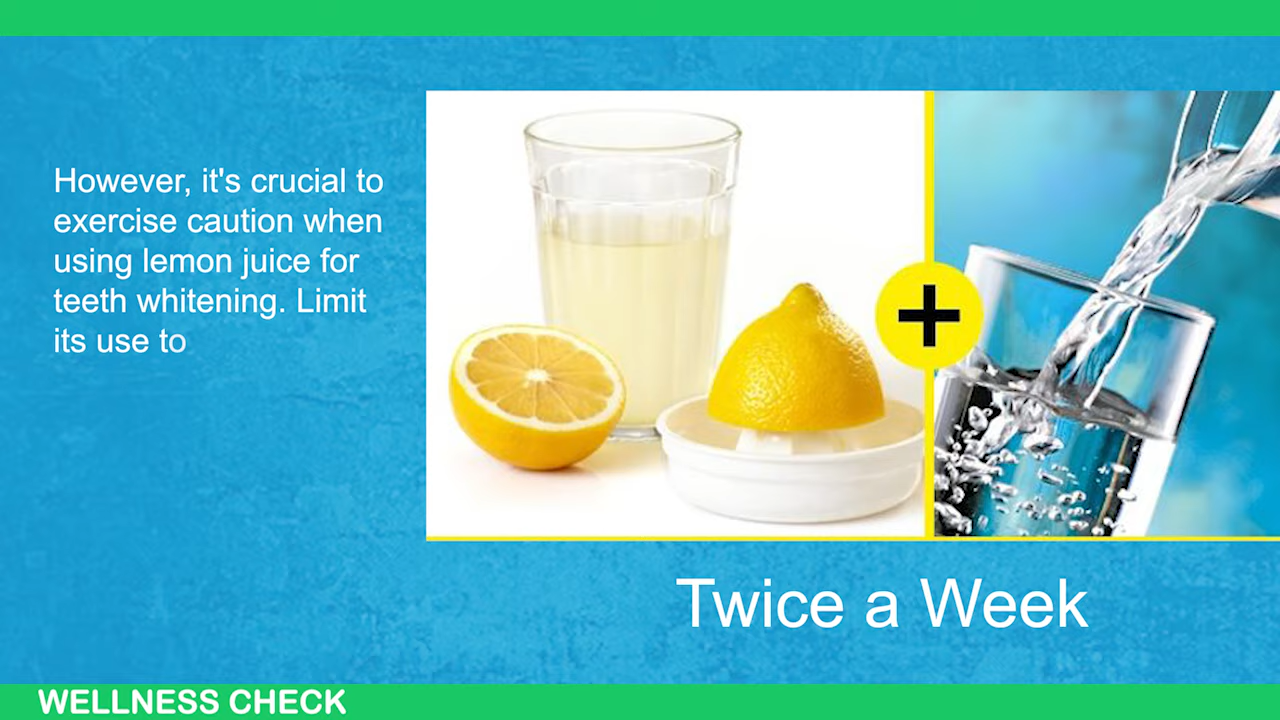 However, it's crucial to
exercise caution when
using lemon juice for
teeth whitening. Limit
its use to
Twice a Week
WELLNESS CHECK